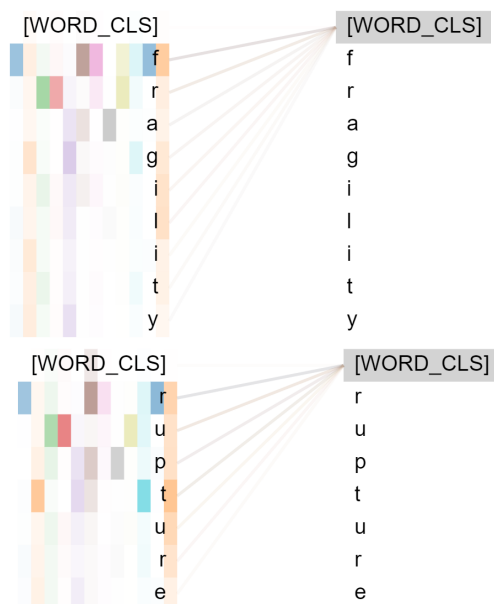 [WORD_CLS] [WORD_CLS]
f f
r r
a a
g g
i i
l l
i i
t t
y y
[WORD_CLS] [WORD_CLS]
r r
u u
p p
t t
u u
r r
e e